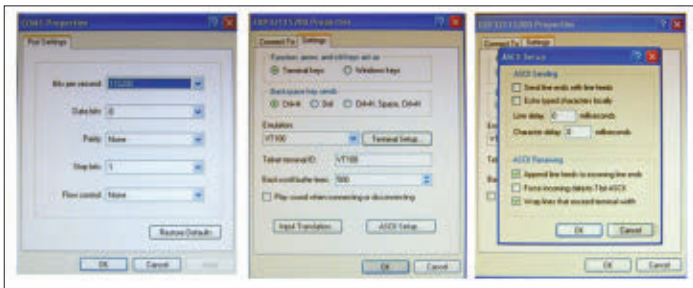 COM1 Properties
Port Settings
Bits per second: 115200
Data bits: 8
Parity: None
Stop bits: 1
Flow control: None
Restore Defaults
OK Cancel
Properties
Connect To Settings
Function, arrow, and ctrl keys act as
Terminal keys Windows keys
Backspace key sends
Ctrl+H Del Ctrl+H, Space, Ctrl+H
Emulation:
VT100 Terminal Setup...
Telnet terminal ID: VT100
Backscroll buffer lines: 500
Play sound when connecting or disconnecting
Input Translation... ASCII Setup...
OK Cancel
Properties
ASCII Setup
ASCII Sending
Send line ends with line feeds
Echo typed characters locally
Line delay: 0 milliseconds.
Character delay: 0 milliseconds.
ASCII Receiving
Append line feeds to incoming line ends
Force incoming data to 7-bit ASCII
Wrap lines that exceed terminal width
OK Cancel
OK Cancel